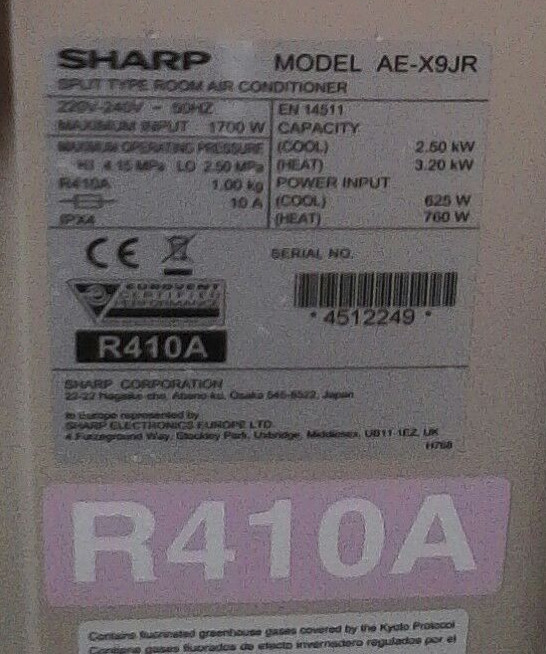 SHARP MODEL AE-X9JR
SPLIT TYPE ROOM AIR CONDITIONER
220V-240V ~ 50HZ
MAXIMUM INPUT 1700 W
MAXIMUM OPERATING PRESSURE
HI 4.15 MPa LO 2.50 MPa
R410A 1.00 kg
10 A
IPX4
EN 14511
CAPACITY
(COOL) 2.50 kW
(HEAT) 3.20 kW
POWER INPUT
(COOL) 625 W
(HEAT) 760 W
CE
SERIAL NO.
EUROVENT
CERTIFIED
PERFORMANCE
* 4512249 *
R410A
SHARP CORPORATION
22-22 Nagaike-cho, Abeno-ku, Osaka 545-8522, Japan
In Europe represented by
SHARP ELECTRONICS EUROPE LTD.
4 Furzeground Way, Stockley Park, Uxbridge, Middlesex, UB11 1EZ, UK
H768
R410A
Contains fluorinated greenhouse gases covered by the Kyoto Protocol
Contiene gases fluorados de efecto invernadero regulados por el